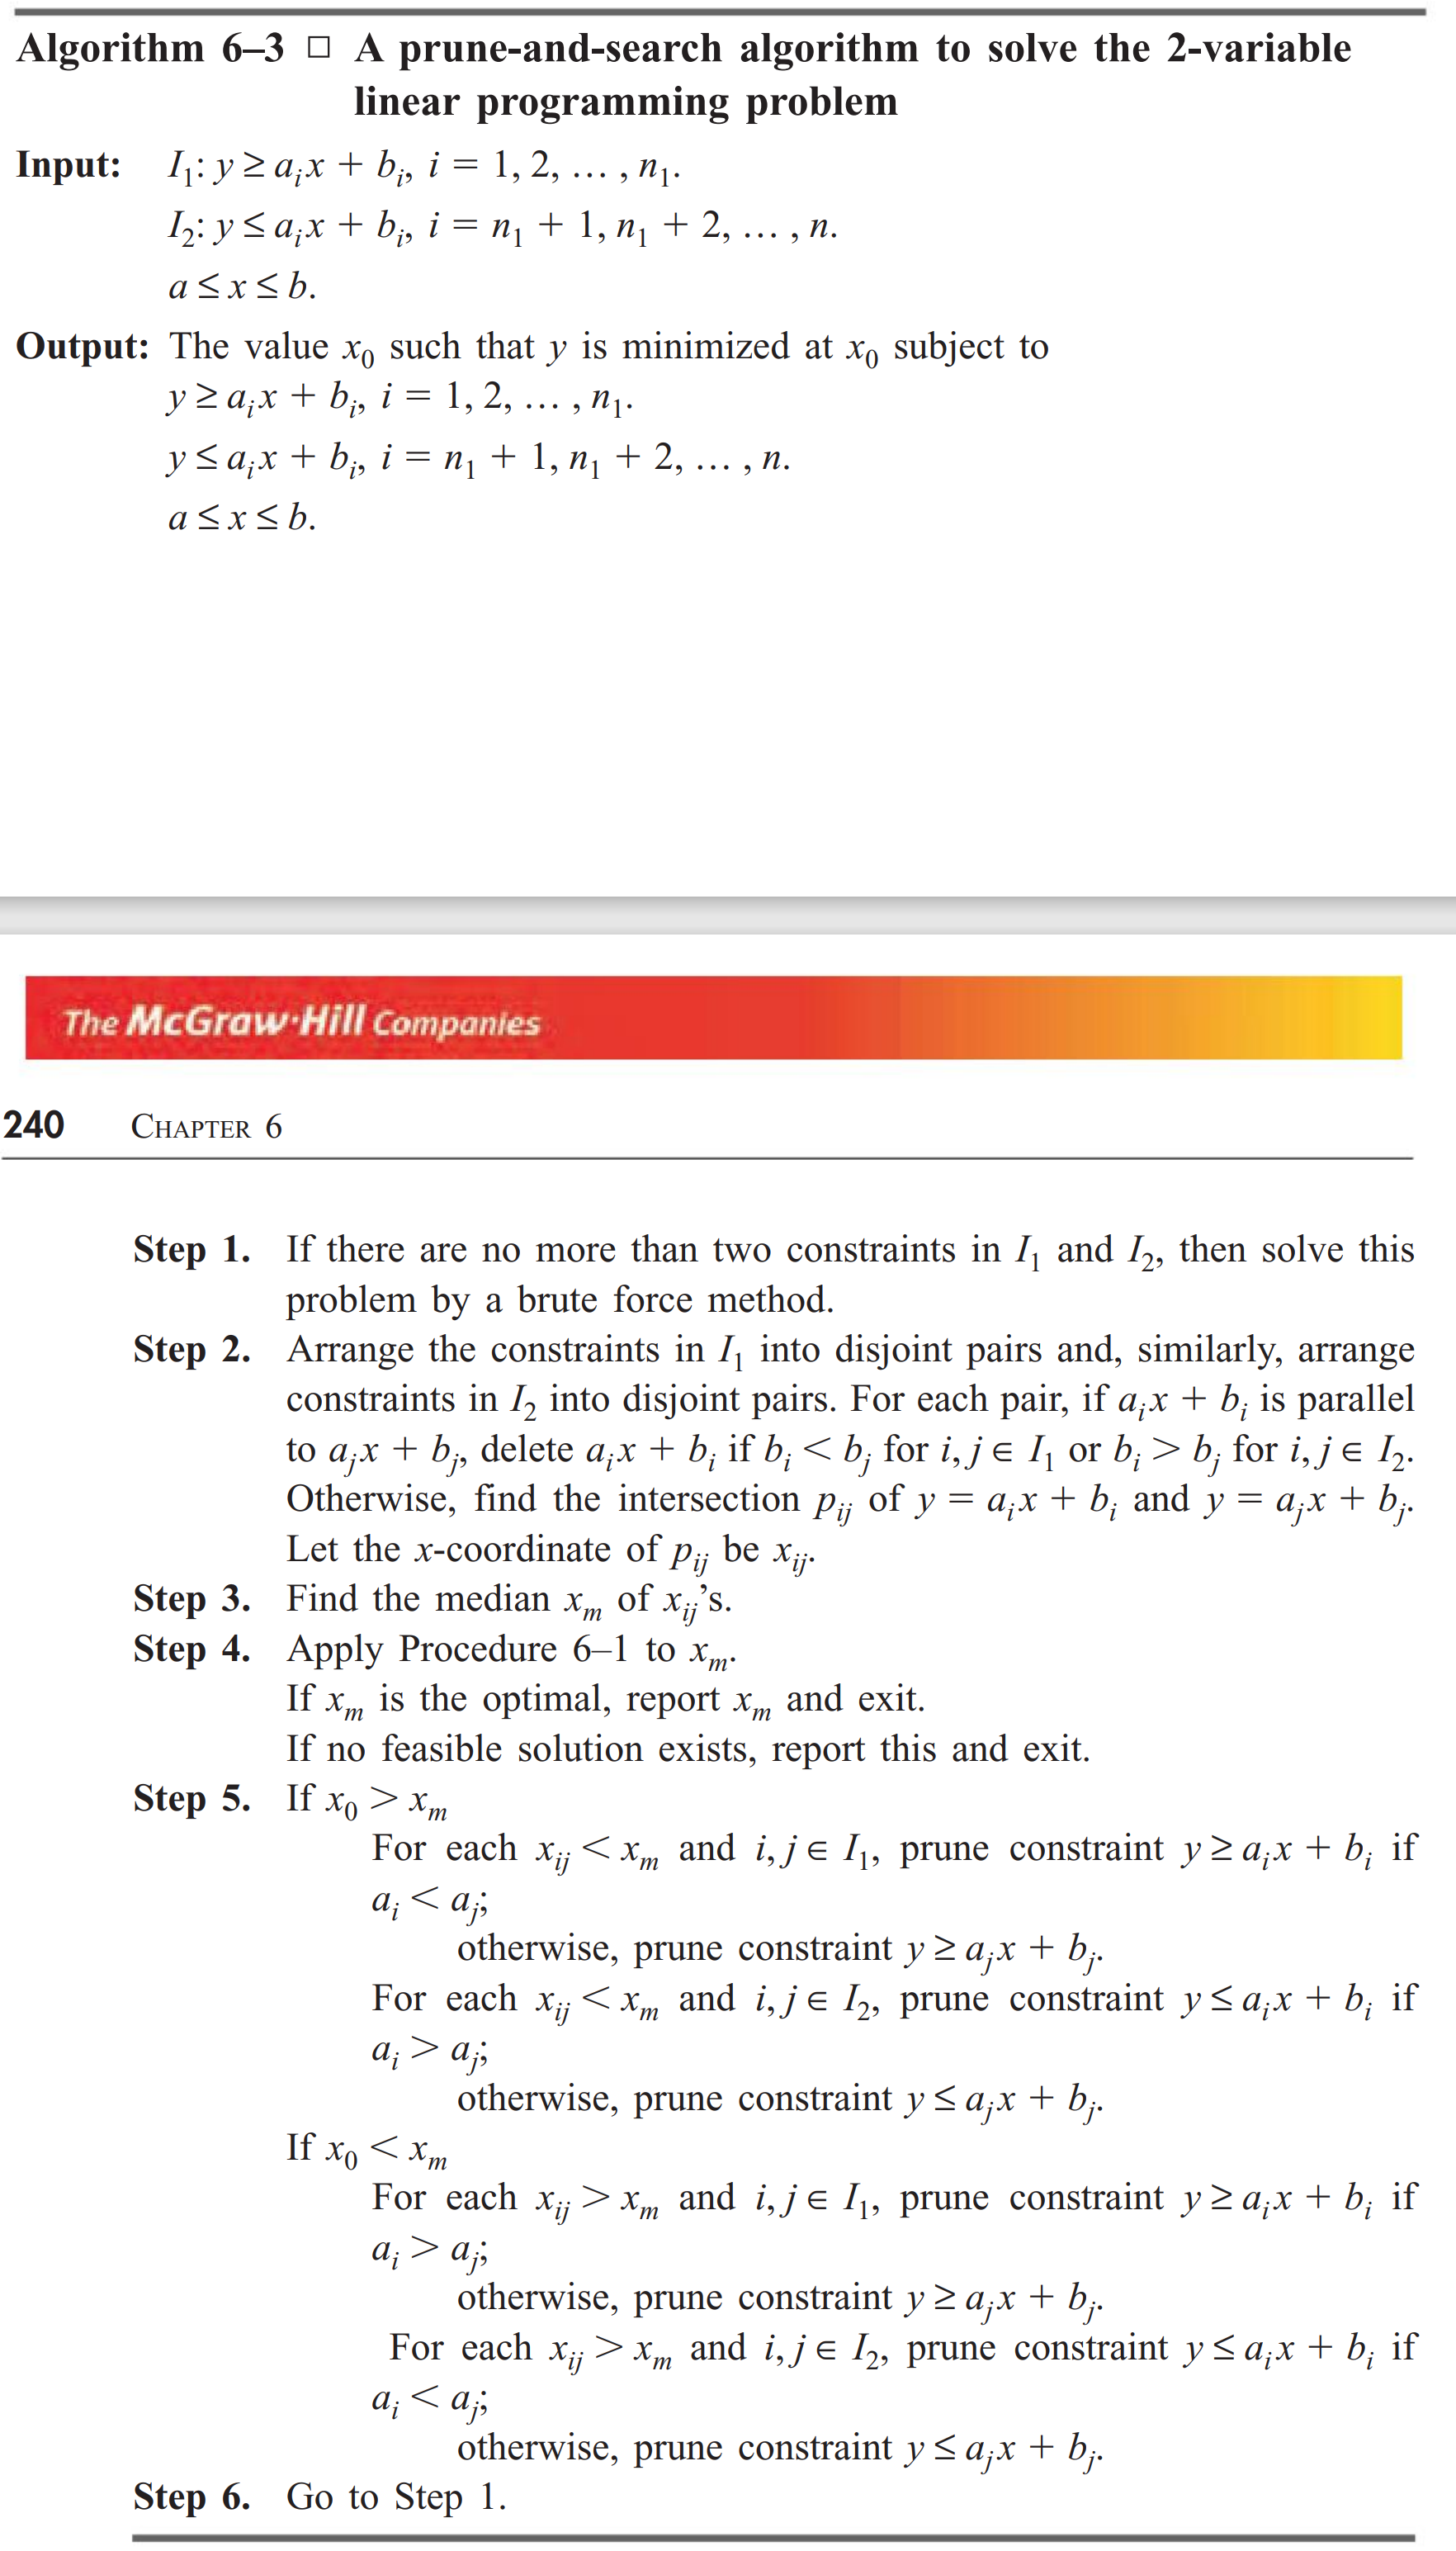 Algorithm 6–3 □ A prune-and-search algorithm to solve the 2-variable
linear programming problem
Input: I₁: y ≥ aᵢx + bᵢ, i = 1, 2, … , n₁.
I₂: y ≤ aᵢx + bᵢ, i = n₁ + 1, n₁ + 2, … , n.
a ≤ x ≤ b.
Output: The value x₀ such that y is minimized at x₀ subject to
y ≥ aᵢx + bᵢ, i = 1, 2, … , n₁.
y ≤ aᵢx + bᵢ, i = n₁ + 1, n₁ + 2, … , n.
a ≤ x ≤ b.
The McGraw·Hill Companies
240 CHAPTER 6
Step 1. If there are no more than two constraints in I₁ and I₂, then solve this
problem by a brute force method.
Step 2. Arrange the constraints in I₁ into disjoint pairs and, similarly, arrange
constraints in I₂ into disjoint pairs. For each pair, if aᵢx + bᵢ is parallel
to aⱼx + bⱼ, delete aᵢx + bᵢ if bᵢ < bⱼ for i, j ∈ I₁ or bᵢ > bⱼ for i, j ∈ I₂.
Otherwise, find the intersection pᵢⱼ of y = aᵢx + bᵢ and y = aⱼx + bⱼ.
Let the x-coordinate of pᵢⱼ be xᵢⱼ.
Step 3. Find the median xₘ of xᵢⱼ’s.
Step 4. Apply Procedure 6–1 to xₘ.
If xₘ is the optimal, report xₘ and exit.
If no feasible solution exists, report this and exit.
Step 5. If x₀ > xₘ
For each xᵢⱼ < xₘ and i, j ∈ I₁, prune constraint y ≥ aᵢx + bᵢ if
aᵢ < aⱼ;
otherwise, prune constraint y ≥ aⱼx + bⱼ.
For each xᵢⱼ < xₘ and i, j ∈ I₂, prune constraint y ≤ aᵢx + bᵢ if
aᵢ > aⱼ;
otherwise, prune constraint y ≤ aⱼx + bⱼ.
If x₀ < xₘ
For each xᵢⱼ > xₘ and i, j ∈ I₁, prune constraint y ≥ aᵢx + bᵢ if
aᵢ > aⱼ;
otherwise, prune constraint y ≥ aⱼx + bⱼ.
For each xᵢⱼ > xₘ and i, j ∈ I₂, prune constraint y ≤ aᵢx + bᵢ if
aᵢ < aⱼ;
otherwise, prune constraint y ≤ aⱼx + bⱼ.
Step 6. Go to Step 1.